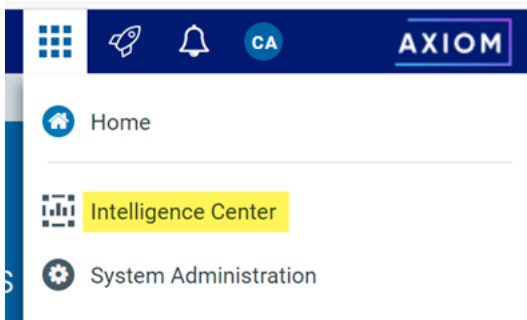 CA AXIOM
Home
Intelligence Center
S
System Administration